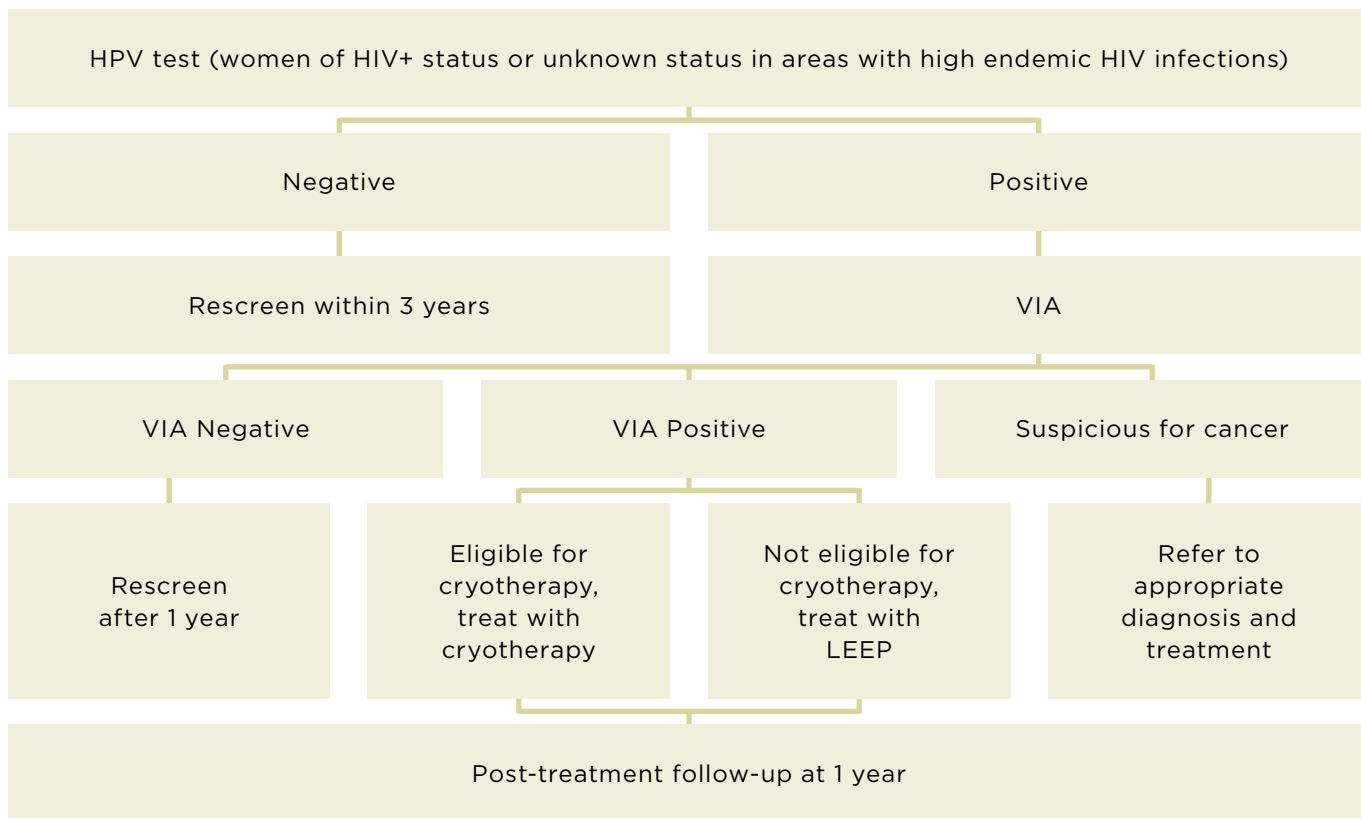 HPV test (women of HIV+ status or unknown status in areas with high endemic HIV infections)
Negative
Positive
Rescreen within 3 years
VIA
VIA Negative
VIA Positive
Suspicious for cancer
Rescreen
after 1 year
Eligible for
cryotherapy,
treat with
cryotherapy
Not eligible for
cryotherapy,
treat with
LEEP
Refer to
appropriate
diagnosis and
treatment
Post-treatment follow-up at 1 year